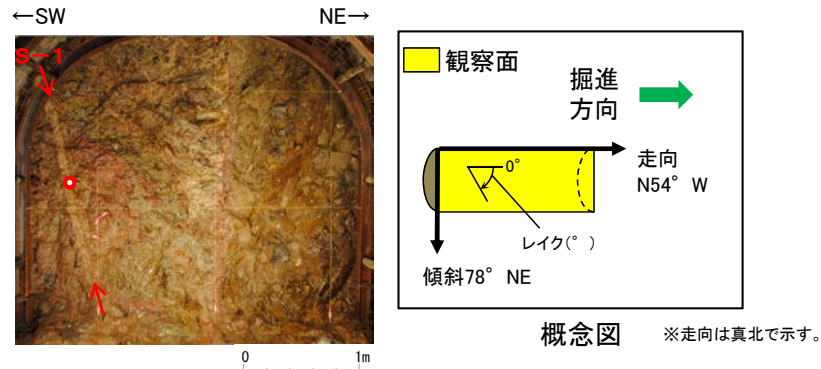 ←SW
NE→
S-1
0
1m
観察面
掘進
方向
0°
走向
N54°W
レイク(°)
傾斜78°NE
概念図
※走向は真北で示す。